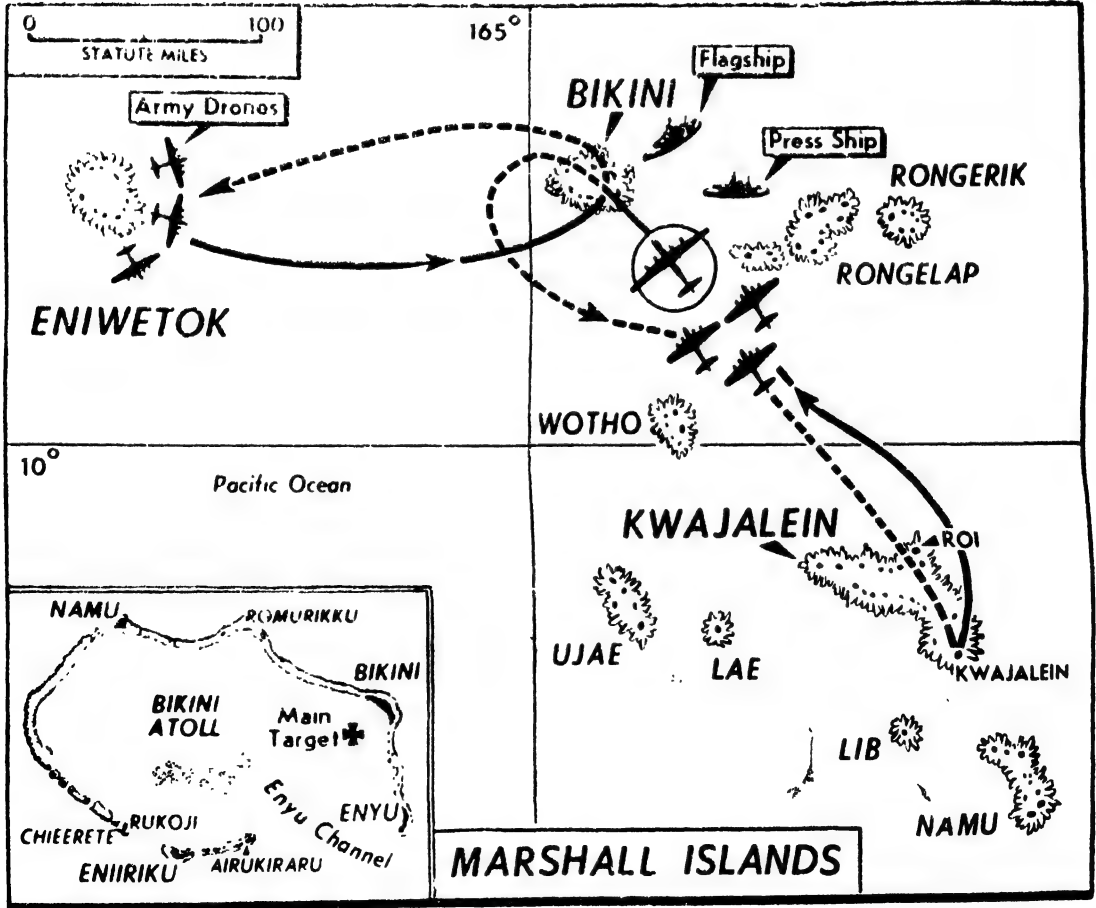 0 100
STATUTE MILES
165°
Flagship
BIKINI
Army Drones
Press Ship
RONGERIK
RONGELAP
ENIWETOK
WOTHO
10°
Pacific Ocean
KWAJALEIN
ROI
UJAE
LAE
KWAJALEIN
LIB
NAMU
NAMU
ROMURIKKU
BIKINI
BIKINI
ATOLL
Main
Target
Enyu Channel
ENYU
RUKOJI
CHIEERETE
AIRUKIRARU
ENIIRIKU
MARSHALL ISLANDS